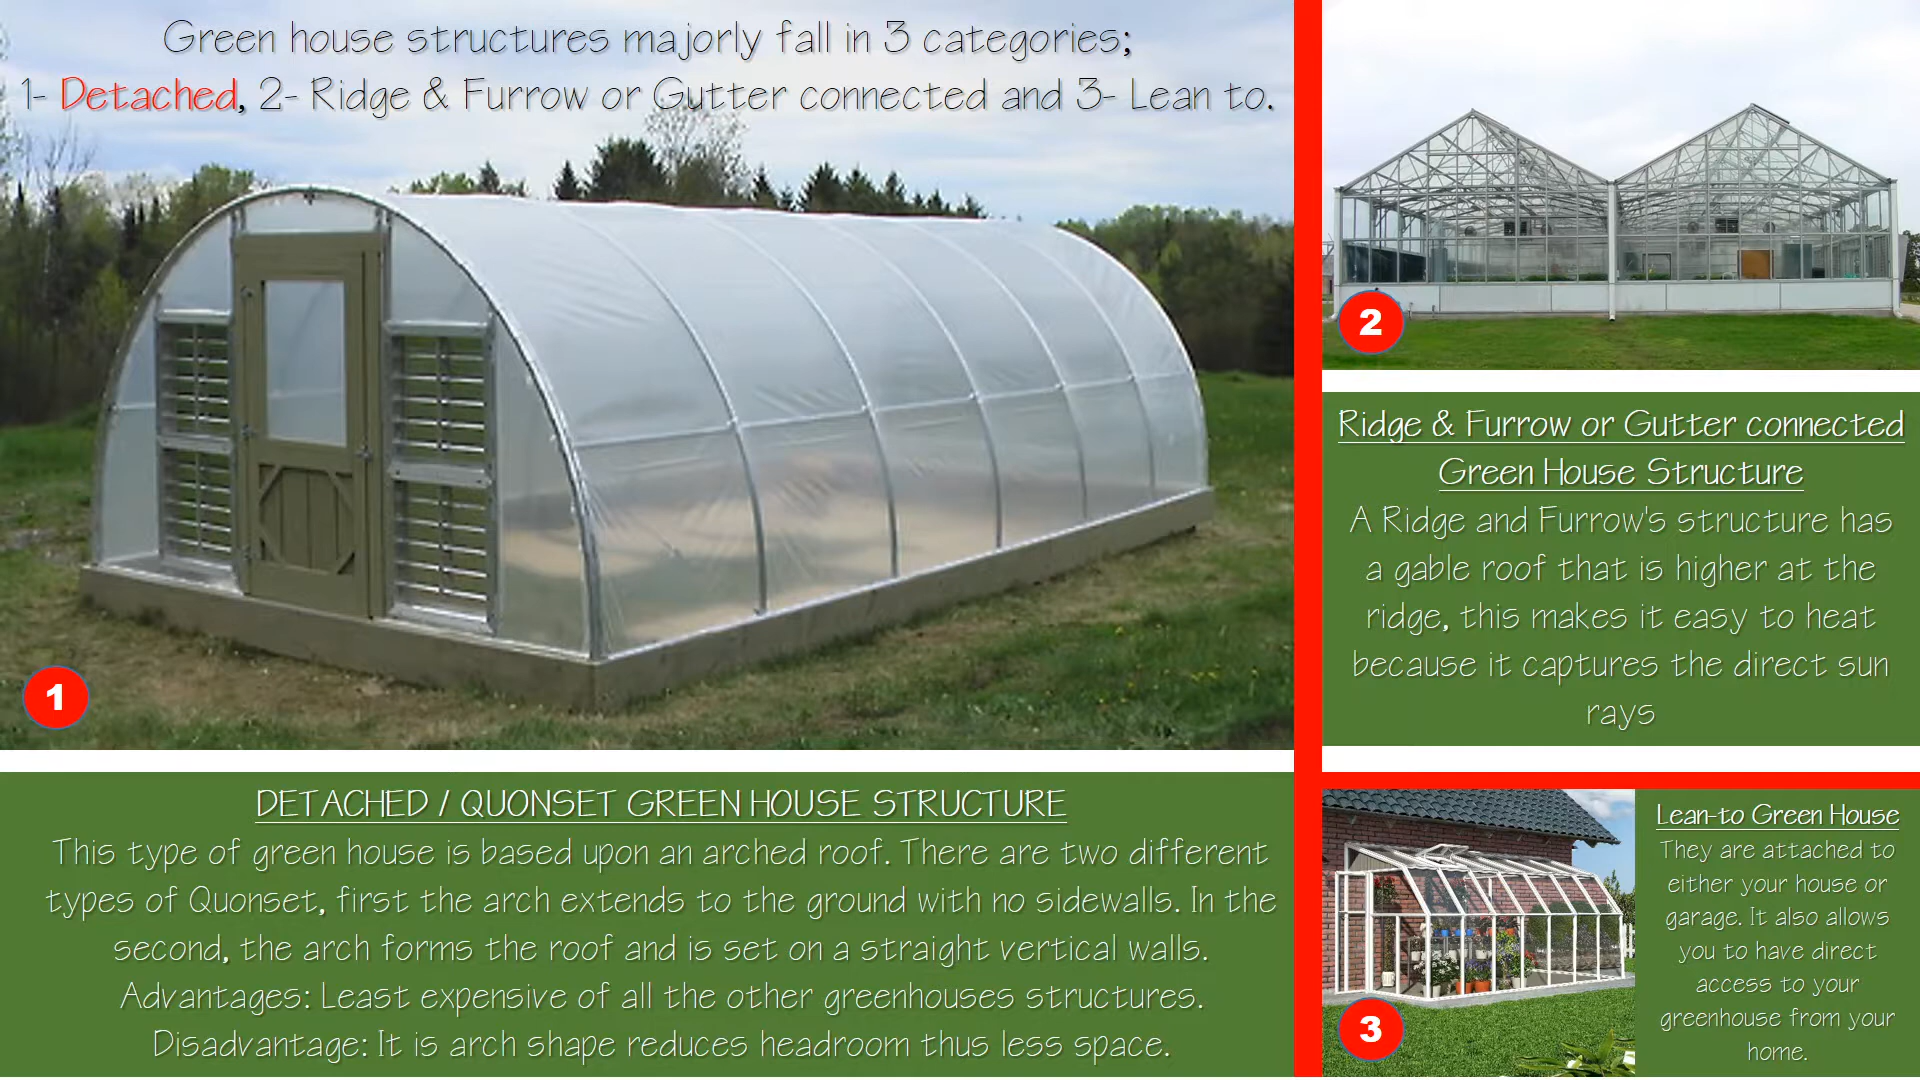 Green house structures majorly fall in 3 categories;
1- Detached, 2- Ridge & Furrow or Gutter connected and 3- Lean to.
1
DETACHED / QUONSET GREEN HOUSE STRUCTURE
This type of green house is based upon an arched roof. There are two different
types of Quonset, first the arch extends to the ground with no sidewalls. In the
second, the arch forms the roof and is set on a straight vertical walls.
Advantages: Least expensive of all the other greenhouses structures.
Disadvantage: It is arch shape reduces headroom thus less space.
2
Ridge & Furrow or Gutter connected
Green House Structure
A Ridge and Furrow's structure has
a gable roof that is higher at the
ridge, this makes it easy to heat
because it captures the direct sun
rays
3
Lean-to Green House
They are attached to
either your house or
garage. It also allows
you to have direct
access to your
greenhouse from your
home.